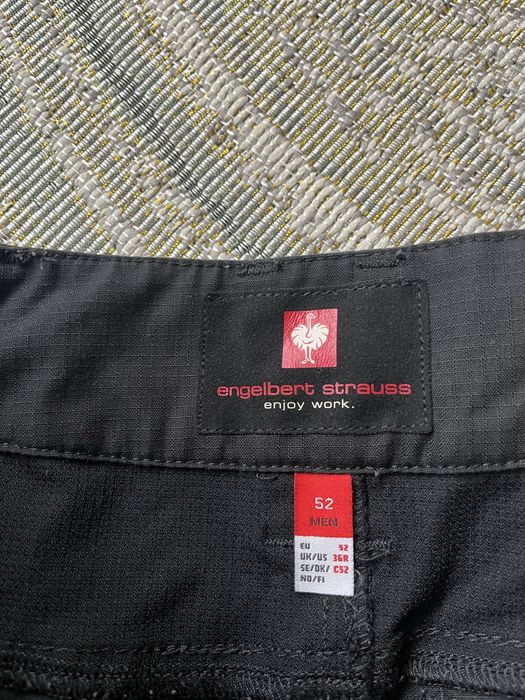 engelbert strauss
enjoy work.
52
MEN
EU 52
UK/US 36R
SE/DK/ C52
NO/FI